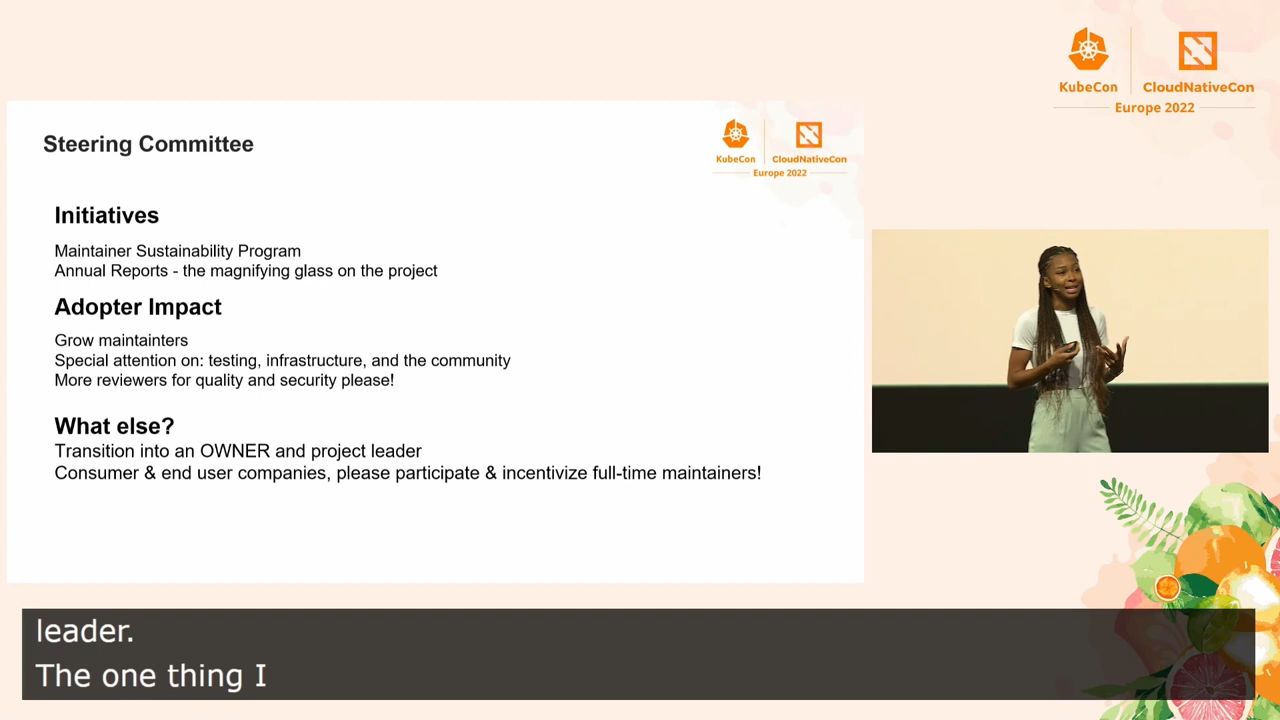 KubeCon
CloudNativeCon
Europe 2022
Steering Committee
KubeCon
CloudNativeCon
Europe 2022
Initiatives
Maintainer Sustainability Program
Annual Reports - the magnifying glass on the project
Adopter Impact
Grow maintainters
Special attention on: testing, infrastructure, and the community
More reviewers for quality and security please!
What else?
Transition into an OWNER and project leader
Consumer & end user companies, please participate & incentivize full-time maintainers!
leader.
The one thing I